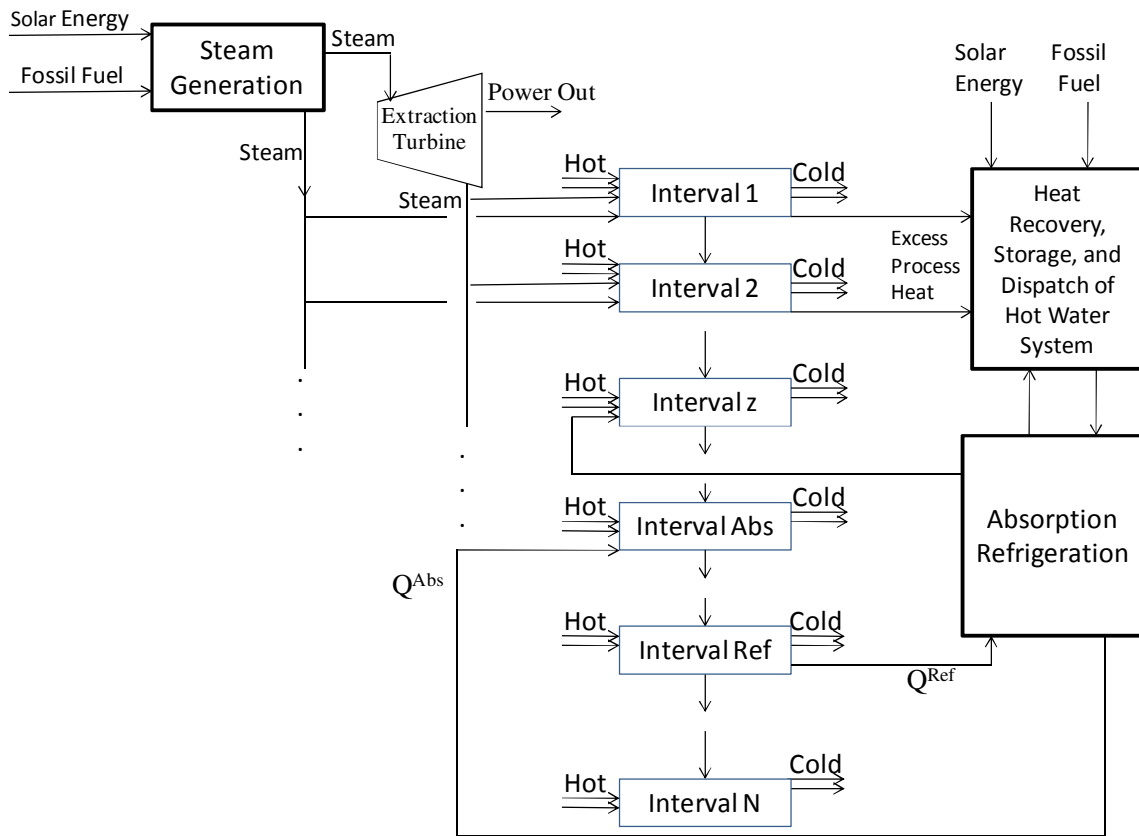 Solar Energy
Fossil Fuel
Steam
Generation
Steam
Steam
Extraction
Turbine
Power Out
Steam
Hot
Interval 1
Cold
Hot
Interval 2
Cold
Excess
Process
Heat
Solar
Energy
Fossil
Fuel
Heat
Recovery,
Storage, and
Dispatch of
Hot Water
System
.
.
.
Hot
Interval z
Cold
.
.
.
Hot
Interval Abs
Cold
Absorption
Refrigeration
Q^Abs
Hot
Interval Ref
Cold
Q^Ref
Hot
Interval N
Cold